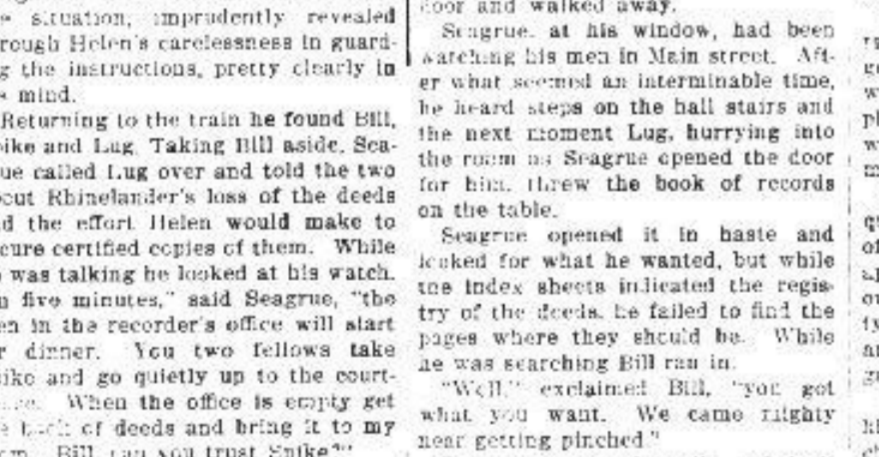 situation, imprudently revealed
rough Helen's carelessness in guard-
g the instructions, pretty clearly in
mind.
Returning to the train he found Bill,
ike and Lug. Taking Bill aside, Sea-
ue called Lug over and told the two
out Rhinelander's loss of the deeds
d the effort Helen would make to
cure certified copies of them. While
was talking he looked at his watch.
n five minutes," said Seagrue, "the
en in the recorder's office will start
r dinner. You two fellows take
ike and go quietly up to the court-
When the office is empty get
of deeds and bring it to my
Bill, can you trust Spike?"
door and walked away.
Seagrue, at his window, had been
watching his men in Main street. Aft-
er what seemed an interminable time,
he heard steps on the hall stairs and
the next moment Lug, hurrying into
the room as Seagrue opened the door
for him, threw the book of records
on the table.
Seagrue opened it in haste and
looked for what he wanted, but while
the index sheets indicated the regis-
try of the deeds, he failed to find the
pages where they should be. While
he was searching Bill ran in.
"Well," exclaimed Bill, "you got
what you want. We came mighty
near getting pinched."